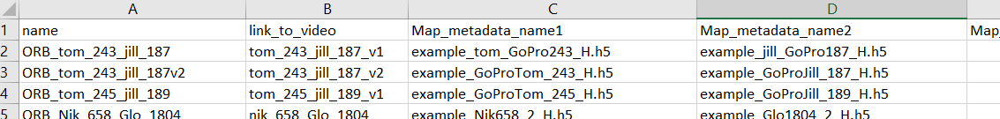 A B C D
1 name link_to_video Map_metadata_name1 Map_metadata_name2 Map_
2 ORB_tom_243_jill_187 tom_243_jill_187_v1 example_tom_GoPro243_H.h5 example_jill_GoPro187_H.h5
3 ORB_tom_243_jill_187v2 tom_243_jill_187_v2 example_GoProTom_243_H.h5 example_GoProJill_187_H.h5
4 ORB_tom_245_jill_189 tom_245_jill_189_v1 example_GoProTom_245_H.h5 example_GoProJill_189_H.h5
5 ORB_Nik_658_Glo_1804 nik_658_Glo_1804 example_Nik658_2_H.h5 example_Glo1804_2_H.h5